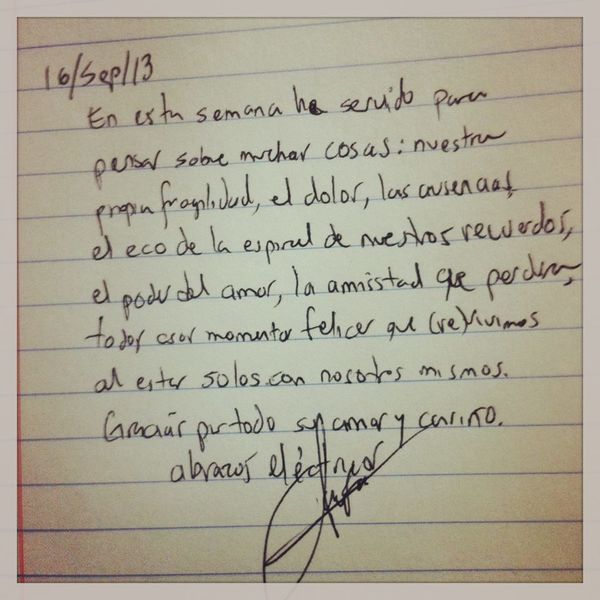 16/Sep/13
En esta semana ha servido para
pensar sobre muchas cosas: nuestra
propia fragilidad, el dolor, las ausencias,
el eco de la espiral de nuestros recuerdos,
el poder del amor, la amistad que perdura,
todos esos momentos felices que (re)vivimos
al estar solos con nosotros mismos.
Gracias por todo su amor y cariño.
abrazos eléctricos